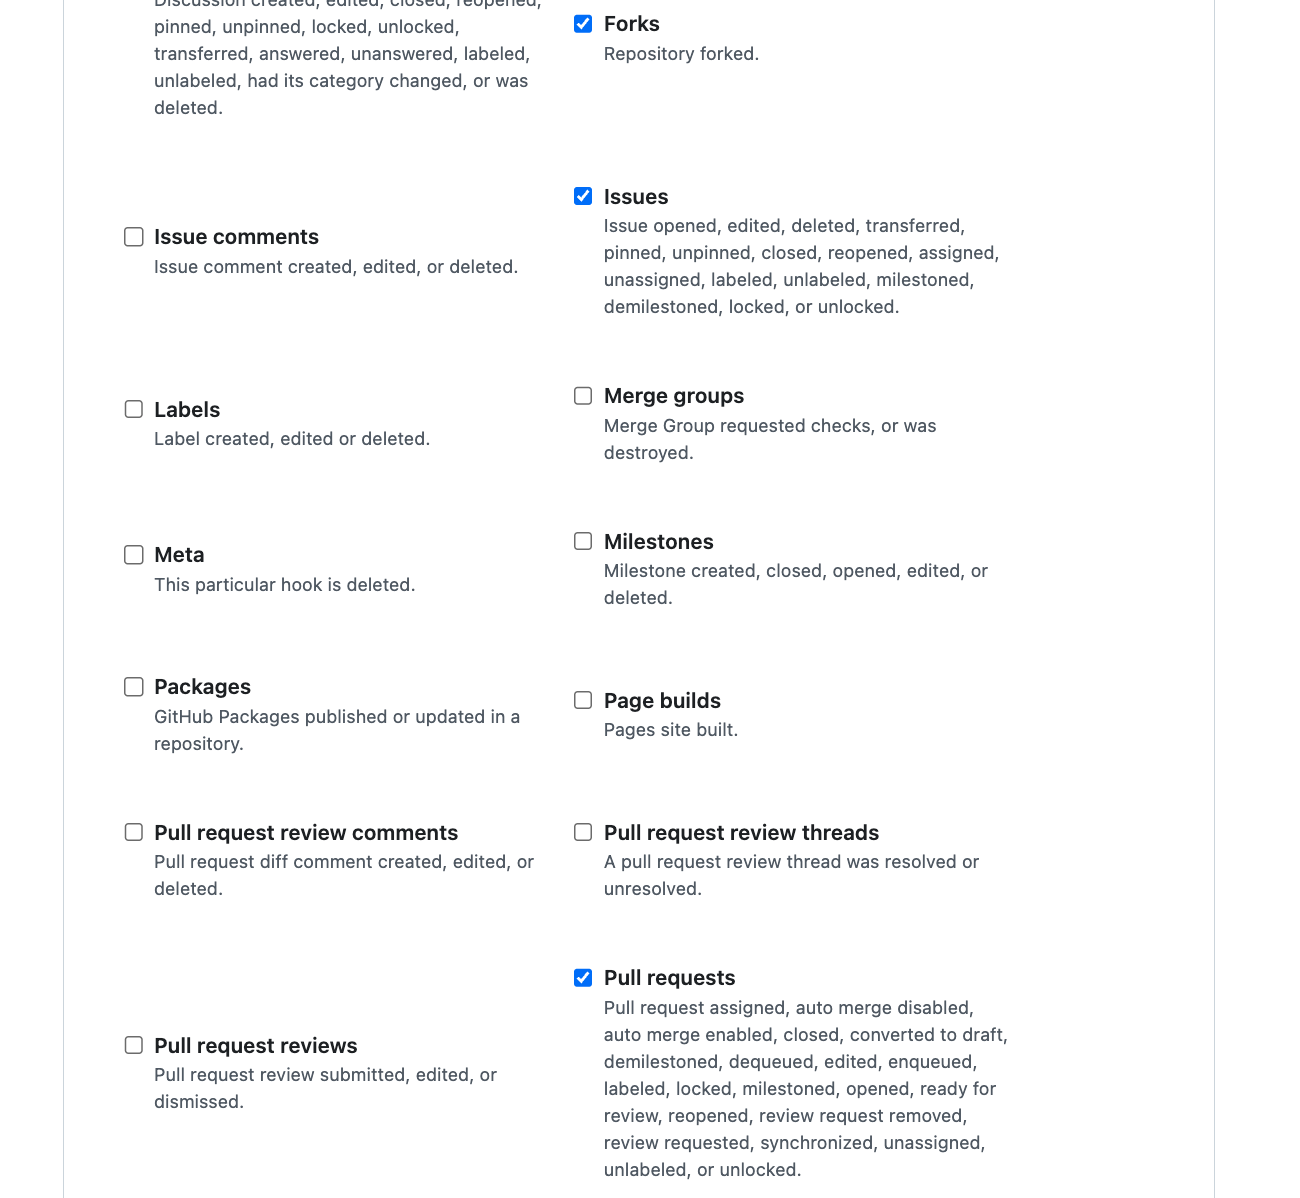 Discussion created, edited, closed, reopened,
pinned, unpinned, locked, unlocked,
transferred, answered, unanswered, labeled,
unlabeled, had its category changed, or was
deleted.
Forks
Repository forked.
Issue comments
Issue comment created, edited, or deleted.
Issues
Issue opened, edited, deleted, transferred,
pinned, unpinned, closed, reopened, assigned,
unassigned, labeled, unlabeled, milestoned,
demilestoned, locked, or unlocked.
Labels
Label created, edited or deleted.
Merge groups
Merge Group requested checks, or was
destroyed.
Meta
This particular hook is deleted.
Milestones
Milestone created, closed, opened, edited, or
deleted.
Packages
GitHub Packages published or updated in a
repository.
Page builds
Pages site built.
Pull request review comments
Pull request diff comment created, edited, or
deleted.
Pull request review threads
A pull request review thread was resolved or
unresolved.
Pull request reviews
Pull request review submitted, edited, or
dismissed.
Pull requests
Pull request assigned, auto merge disabled,
auto merge enabled, closed, converted to draft,
demilestoned, dequeued, edited, enqueued,
labeled, locked, milestoned, opened, ready for
review, reopened, review request removed,
review requested, synchronized, unassigned,
unlabeled, or unlocked.